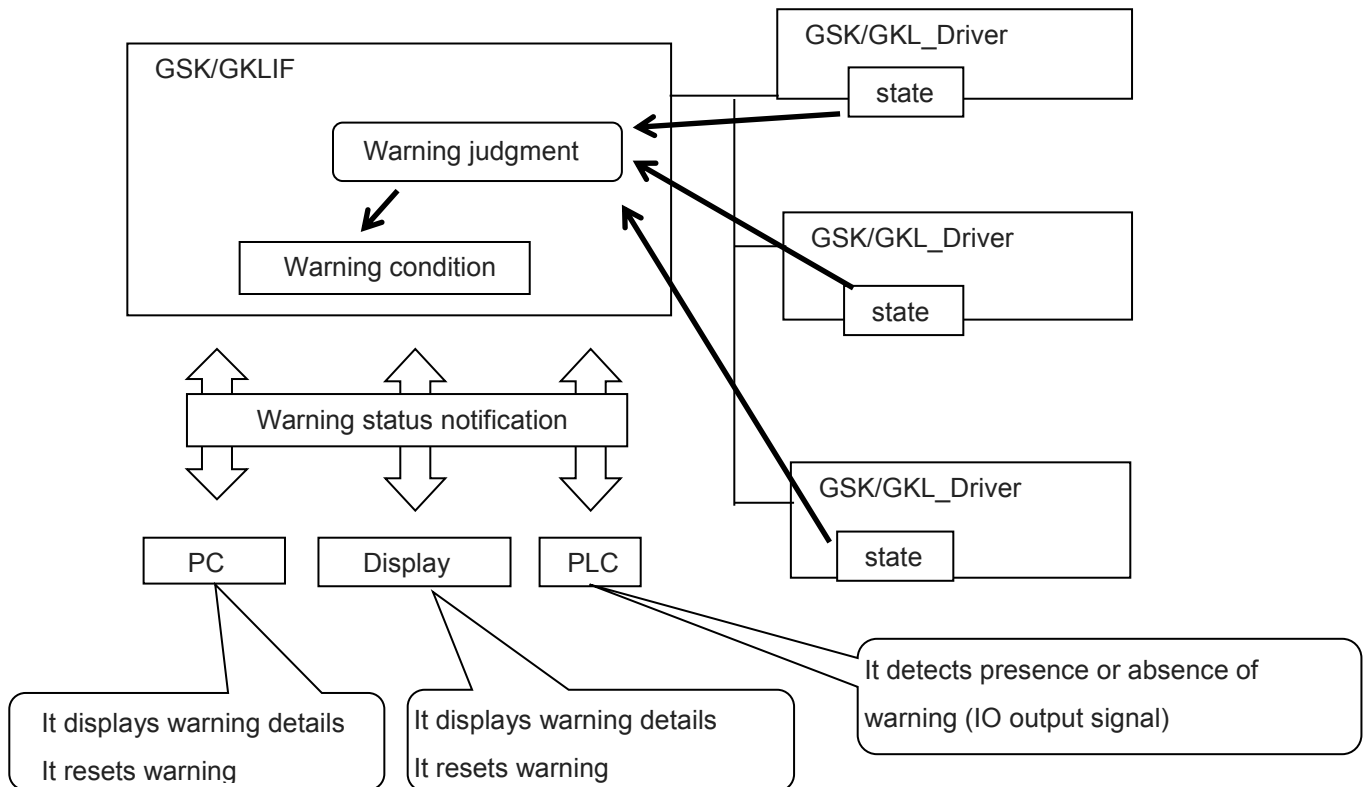 GSK/GKLIF
Warning judgment
Warning condition
GSK/GKL_Driver
state
GSK/GKL_Driver
state
GSK/GKL_Driver
state
Warning status notification
PC
Display
PLC
It displays warning details
It resets warning
It displays warning details
It resets warning
It detects presence or absence of
warning (IO output signal)